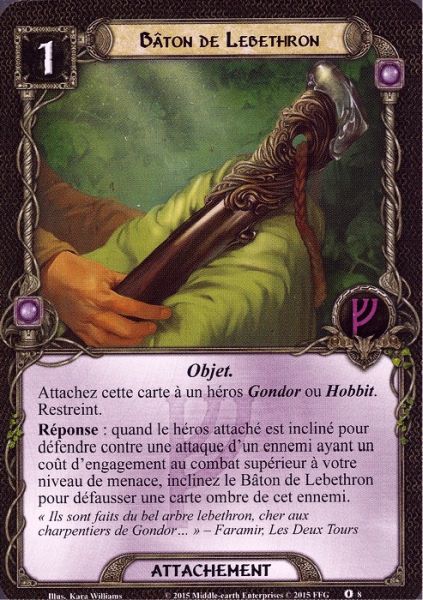 1
BÂTON DE LEBETHRON
Objet.
Attachez cette carte à un héros Gondor ou Hobbit.
Restreint.
Réponse : quand le héros attaché est incliné pour
défendre contre une attaque d'un ennemi ayant un
coût d'engagement au combat supérieur à votre
niveau de menace, inclinez le Bâton de Lebethron
pour défausser une carte ombre de cet ennemi.
« Ils sont faits du bel arbre lebethron, cher aux
charpentiers de Gondor… » – Faramir, Les Deux Tours
ATTACHEMENT
Illus. Kara Williams © 2015 Middle-earth Enterprises © 2015 FFG 8